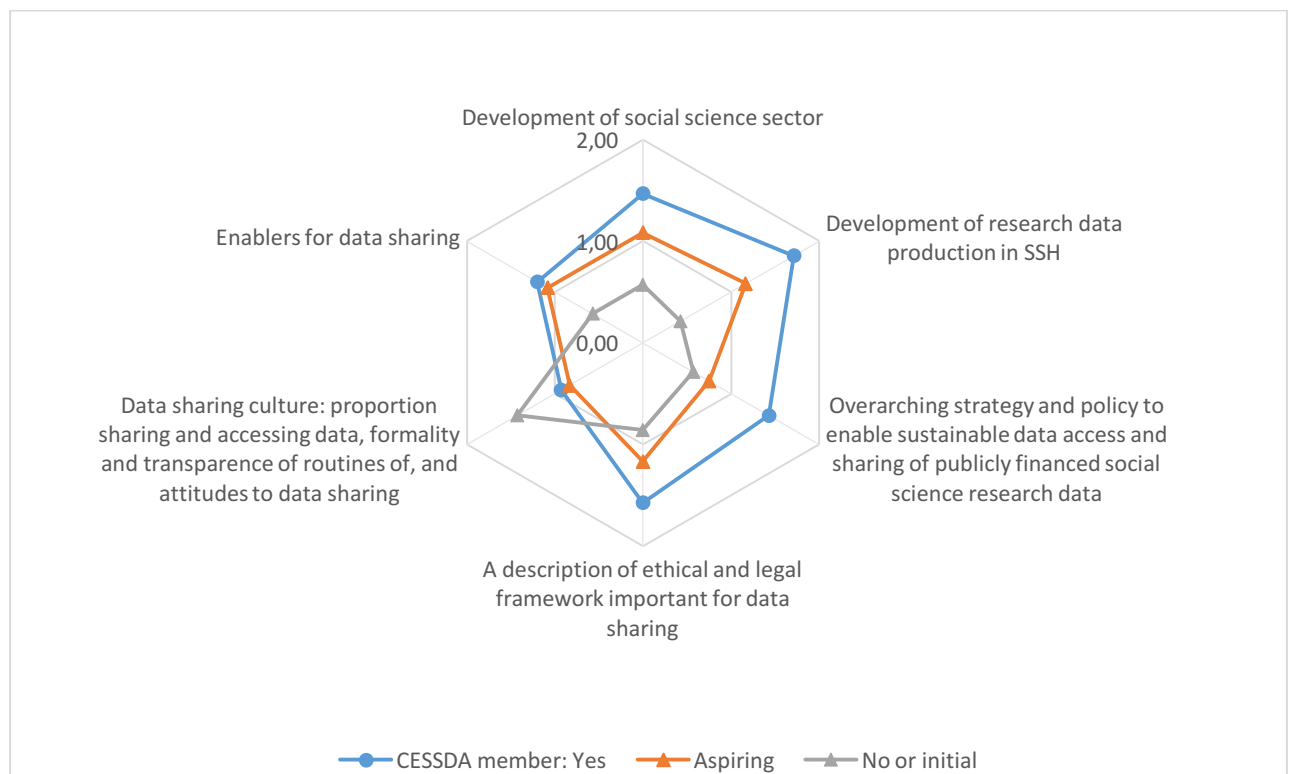 Development of social science sector
2,00
Development of research data
production in SSH
Enablers for data sharing
1,00
0,00
Data sharing culture: proportion
sharing and accessing data, formality
and transparence of routines of, and
attitudes to data sharing
Overarching strategy and policy to
enable sustainable data access and
sharing of publicly financed social
science research data
A description of ethical and legal
framework important for data
sharing
CESSDA member: Yes
Aspiring
No or initial